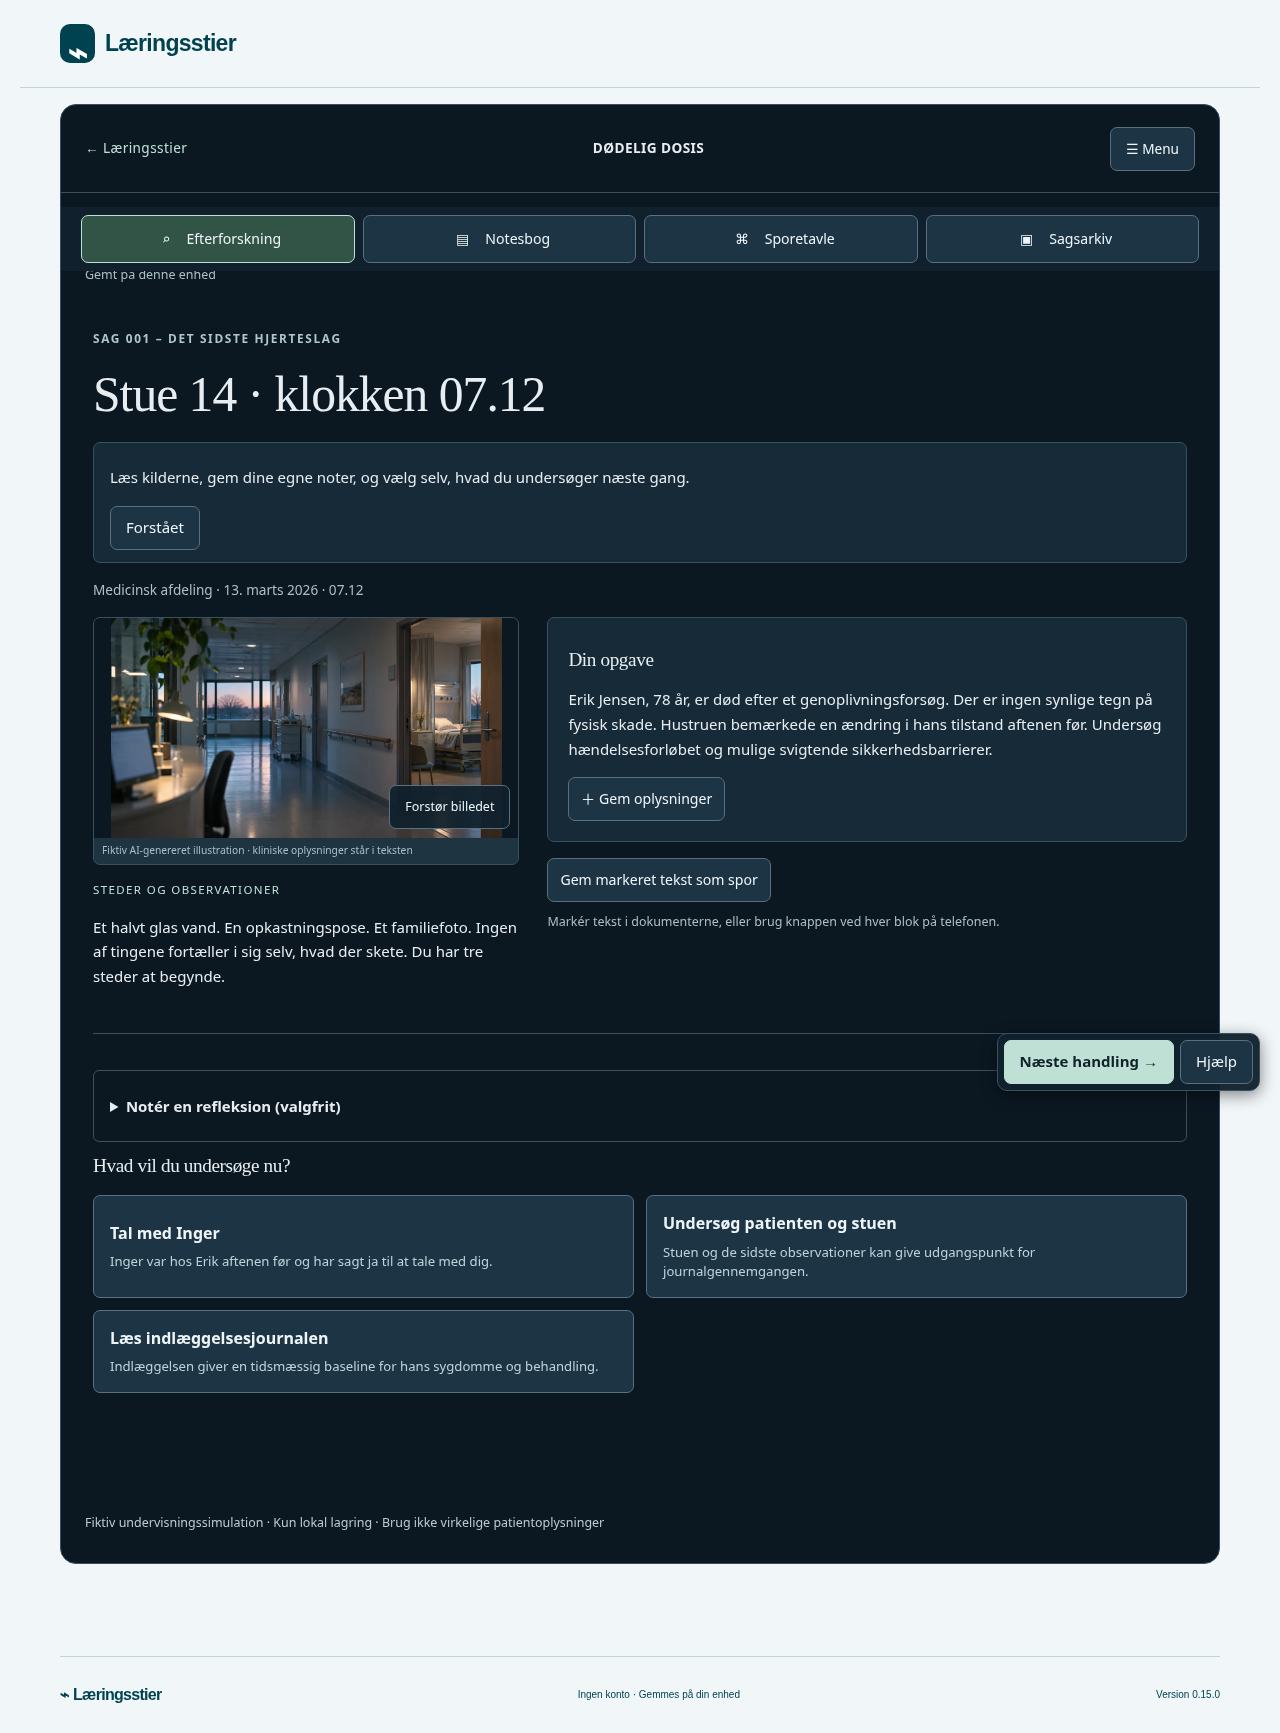 Læringsstier
← Læringsstier
DØDELIG DOSIS
☰ Menu
⌕ Efterforskning
▤ Notesbog
⌘ Sporetavle
▣ Sagsarkiv
Gemt på denne enhed
SAG 001 – DET SIDSTE HJERTESLAG
Stue 14 · klokken 07.12
Læs kilderne, gem dine egne noter, og vælg selv, hvad du undersøger næste gang.
Forstået
Medicinsk afdeling · 13. marts 2026 · 07.12
Forstør billedet
Fiktiv AI-genereret illustration · kliniske oplysninger står i teksten
STEDER OG OBSERVATIONER
Et halvt glas vand. En opkastningspose. Et familiefoto. Ingen
af tingene fortæller i sig selv, hvad der skete. Du har tre
steder at begynde.
Din opgave
Erik Jensen, 78 år, er død efter et genoplivningsforsøg. Der er ingen synlige tegn på
fysisk skade. Hustruen bemærkede en ændring i hans tilstand aftenen før. Undersøg
hændelsesforløbet og mulige svigtende sikkerhedsbarrierer.
＋ Gem oplysninger
Gem markeret tekst som spor
Markér tekst i dokumenterne, eller brug knappen ved hver blok på telefonen.
Næste handling →
Hjælp
▶ Notér en refleksion (valgfrit)
Hvad vil du undersøge nu?
Tal med Inger
Inger var hos Erik aftenen før og har sagt ja til at tale med dig.
Undersøg patienten og stuen
Stuen og de sidste observationer kan give udgangspunkt for
journalgennemgangen.
Læs indlæggelsesjournalen
Indlæggelsen giver en tidsmæssig baseline for hans sygdomme og behandling.
Fiktiv undervisningssimulation · Kun lokal lagring · Brug ikke virkelige patientoplysninger
⌁ Læringsstier
Ingen konto · Gemmes på din enhed
Version 0.15.0